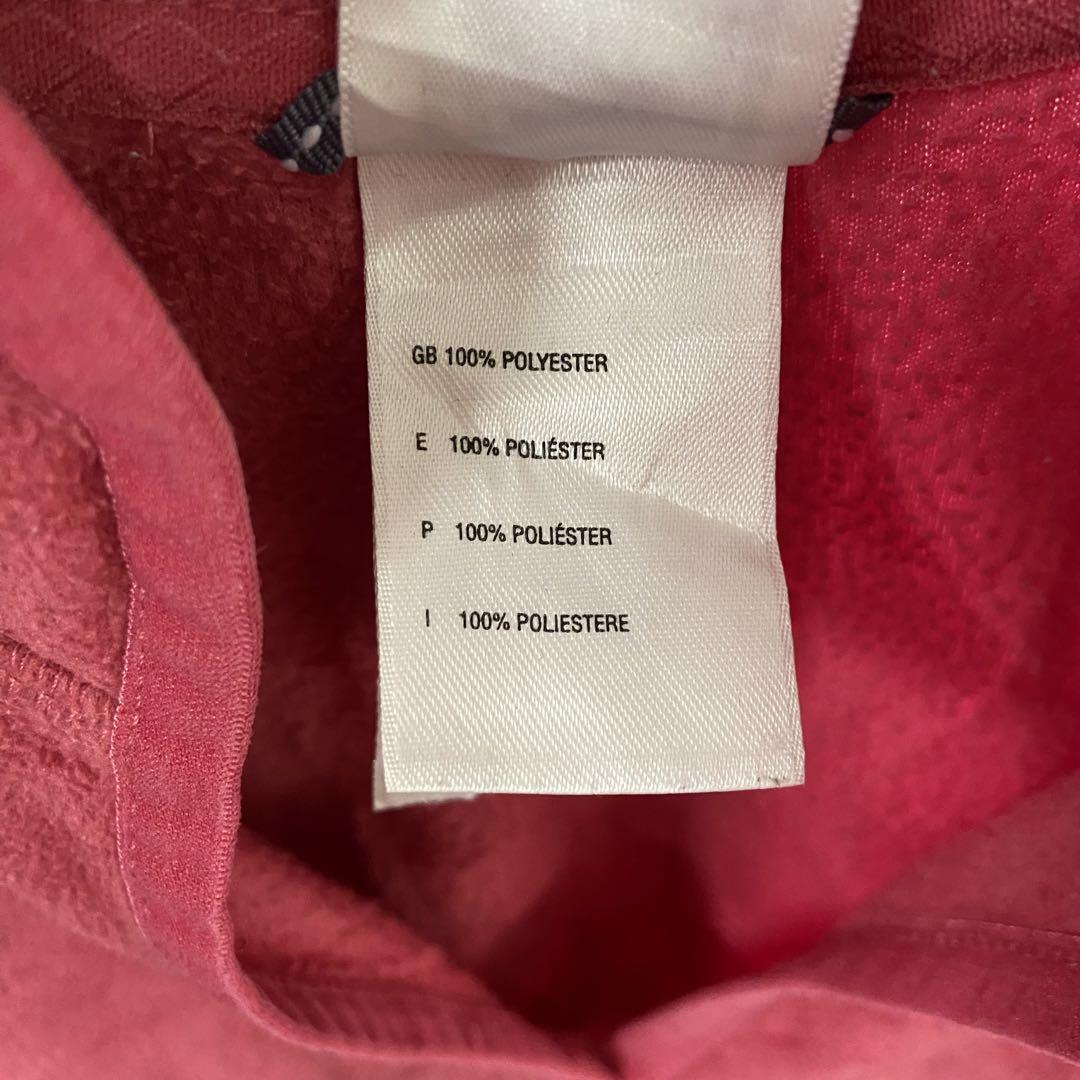 GB 100% POLYESTER
E 100% POLIÉSTER
P 100% POLIÉSTER
I 100% POLIESTERE